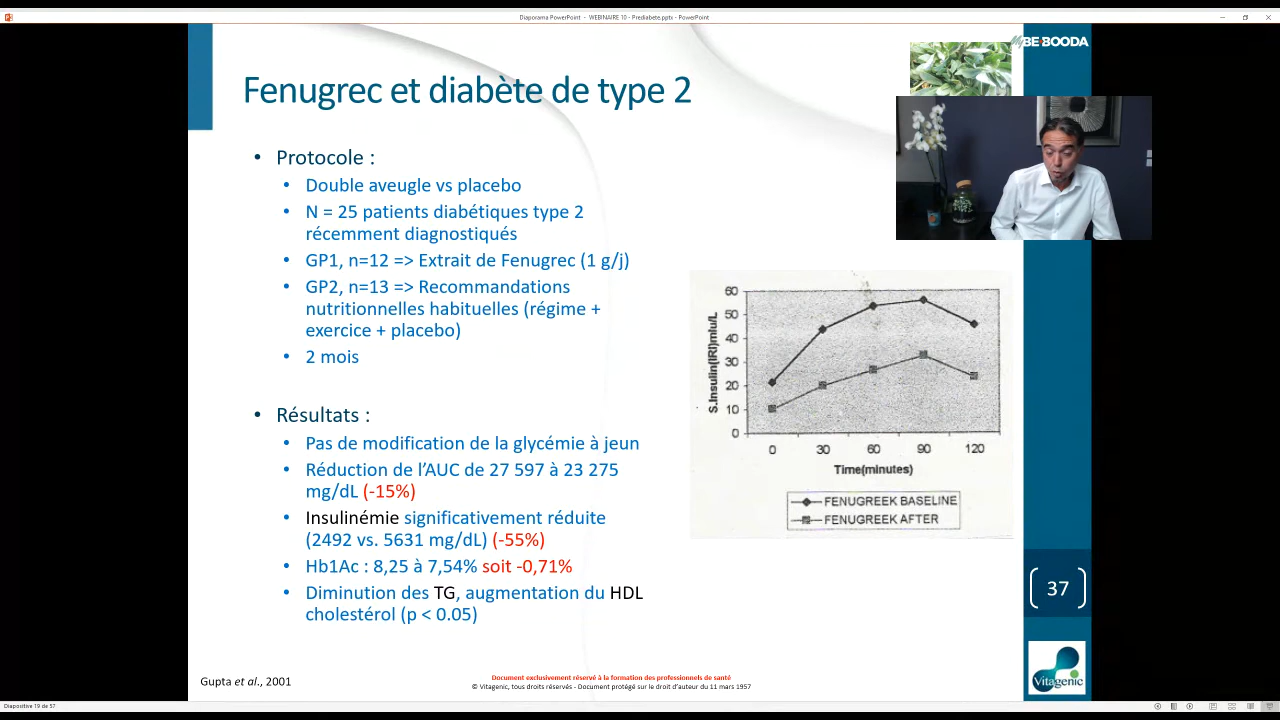 Diaporama PowerPoint - WEBINAIRE 10 - Prediabete.pptx - PowerPoint
MyBE-BOODA
Fenugrec et diabète de type 2
• Protocole :
• Double aveugle vs placebo
• N = 25 patients diabétiques type 2
récemment diagnostiqués
• GP1, n=12 => Extrait de Fenugrec (1 g/j)
• GP2, n=13 => Recommandations
nutritionnelles habituelles (régime +
exercice + placebo)
• 2 mois
• Résultats :
• Pas de modification de la glycémie à jeun
• Réduction de l’AUC de 27 597 à 23 275
mg/dL (-15%)
• Insulinémie significativement réduite
(2492 vs. 5631 mg/dL) (-55%)
• Hb1Ac : 8,25 à 7,54% soit -0,71%
• Diminution des TG, augmentation du HDL
cholestérol (p < 0.05)
S.Insulin(IRI)mIu/L
60
50
40
30
20
10
0
0 30 60 90 120
Time(minutes)
FENUGREEK BASELINE
FENUGREEK AFTER
37
Vitagenic
Gupta et al., 2001
Document exclusivement réservé à la formation des professionnels de santé
© Vitagenic, tous droits réservés - Document protégé sur le droit d'auteur du 11 mars 1957
Diapositive 19 de 57